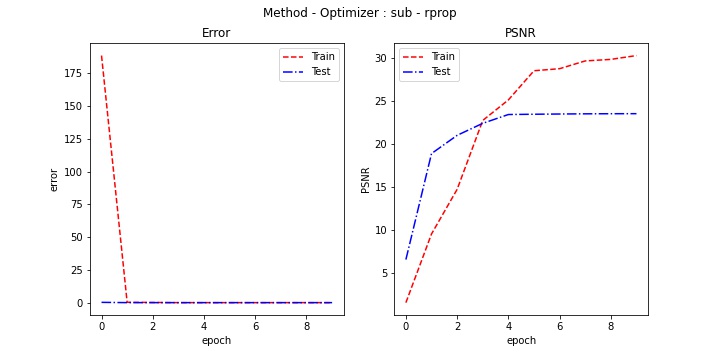 Method - Optimizer : sub - rprop
Error
PSNR
Train
Test
Train
Test
175
150
125
100
75
50
25
0
30
25
20
15
10
5
error
PSNR
0 2 4 6 8
0 2 4 6 8
epoch
epoch